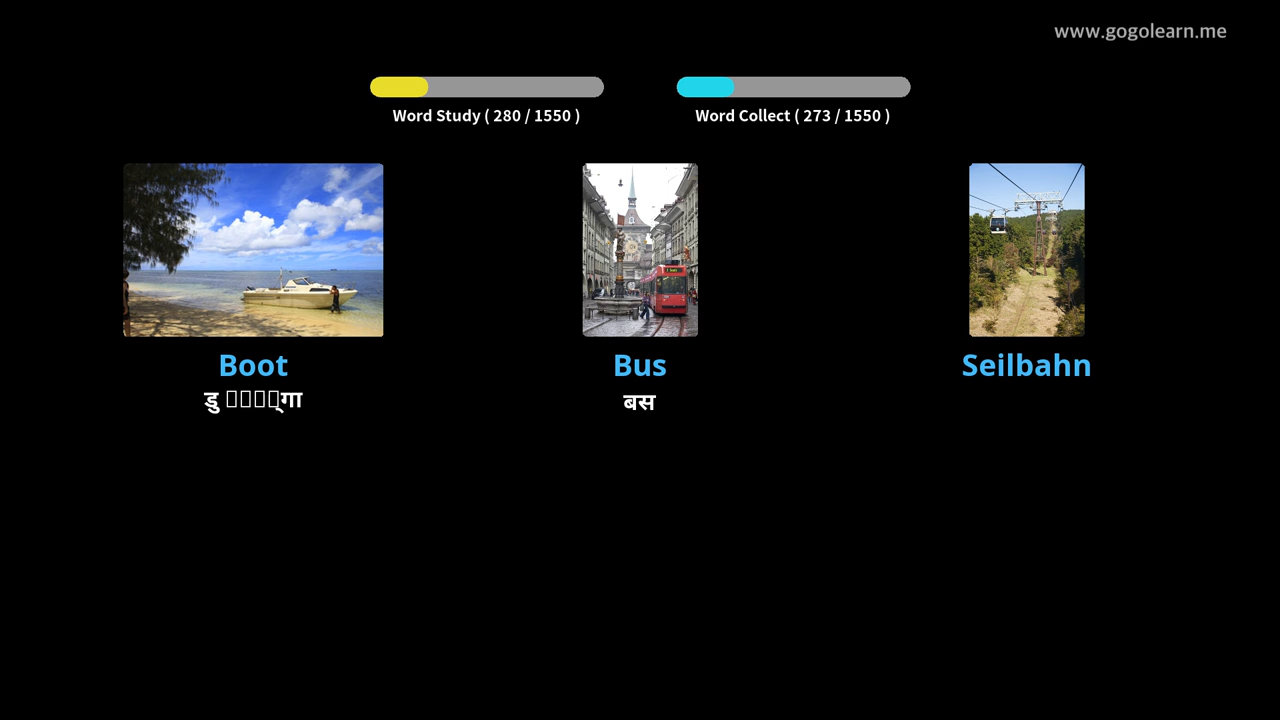 www.gogolearn.me
Word Study ( 280 / 1550 )
Word Collect ( 273 / 1550 )
Boot
Bus
Seilbahn
डु
बस